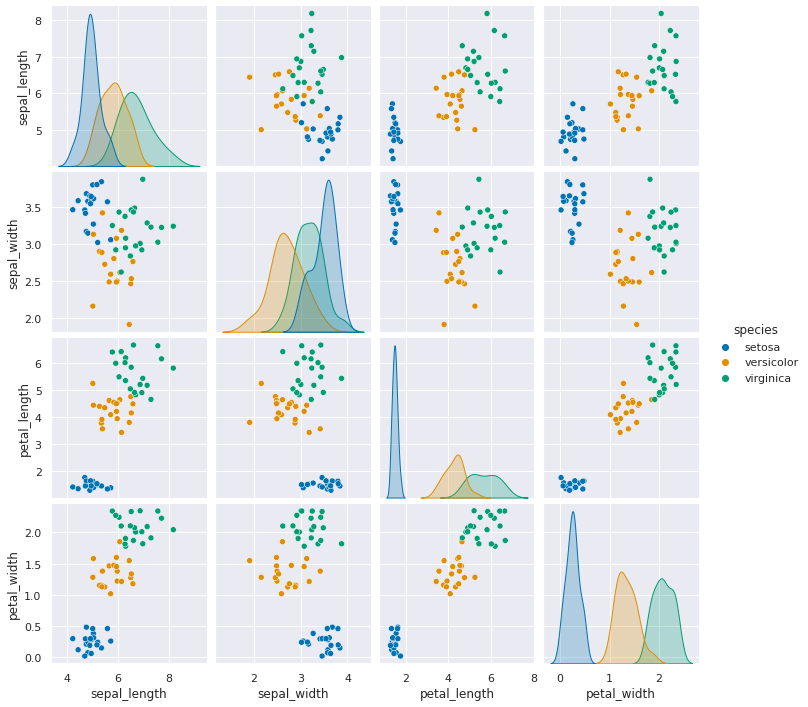 sepal_length
8
7
6
5
sepal_width
3.5
3.0
2.5
2.0
petal_length
6
5
4
3
2
petal_width
2.0
1.5
1.0
0.5
0.0
4 6 8
2 3 4
2 4 6 8
0 1 2
sepal_length sepal_width petal_length petal_width
species
setosa
versicolor
virginica